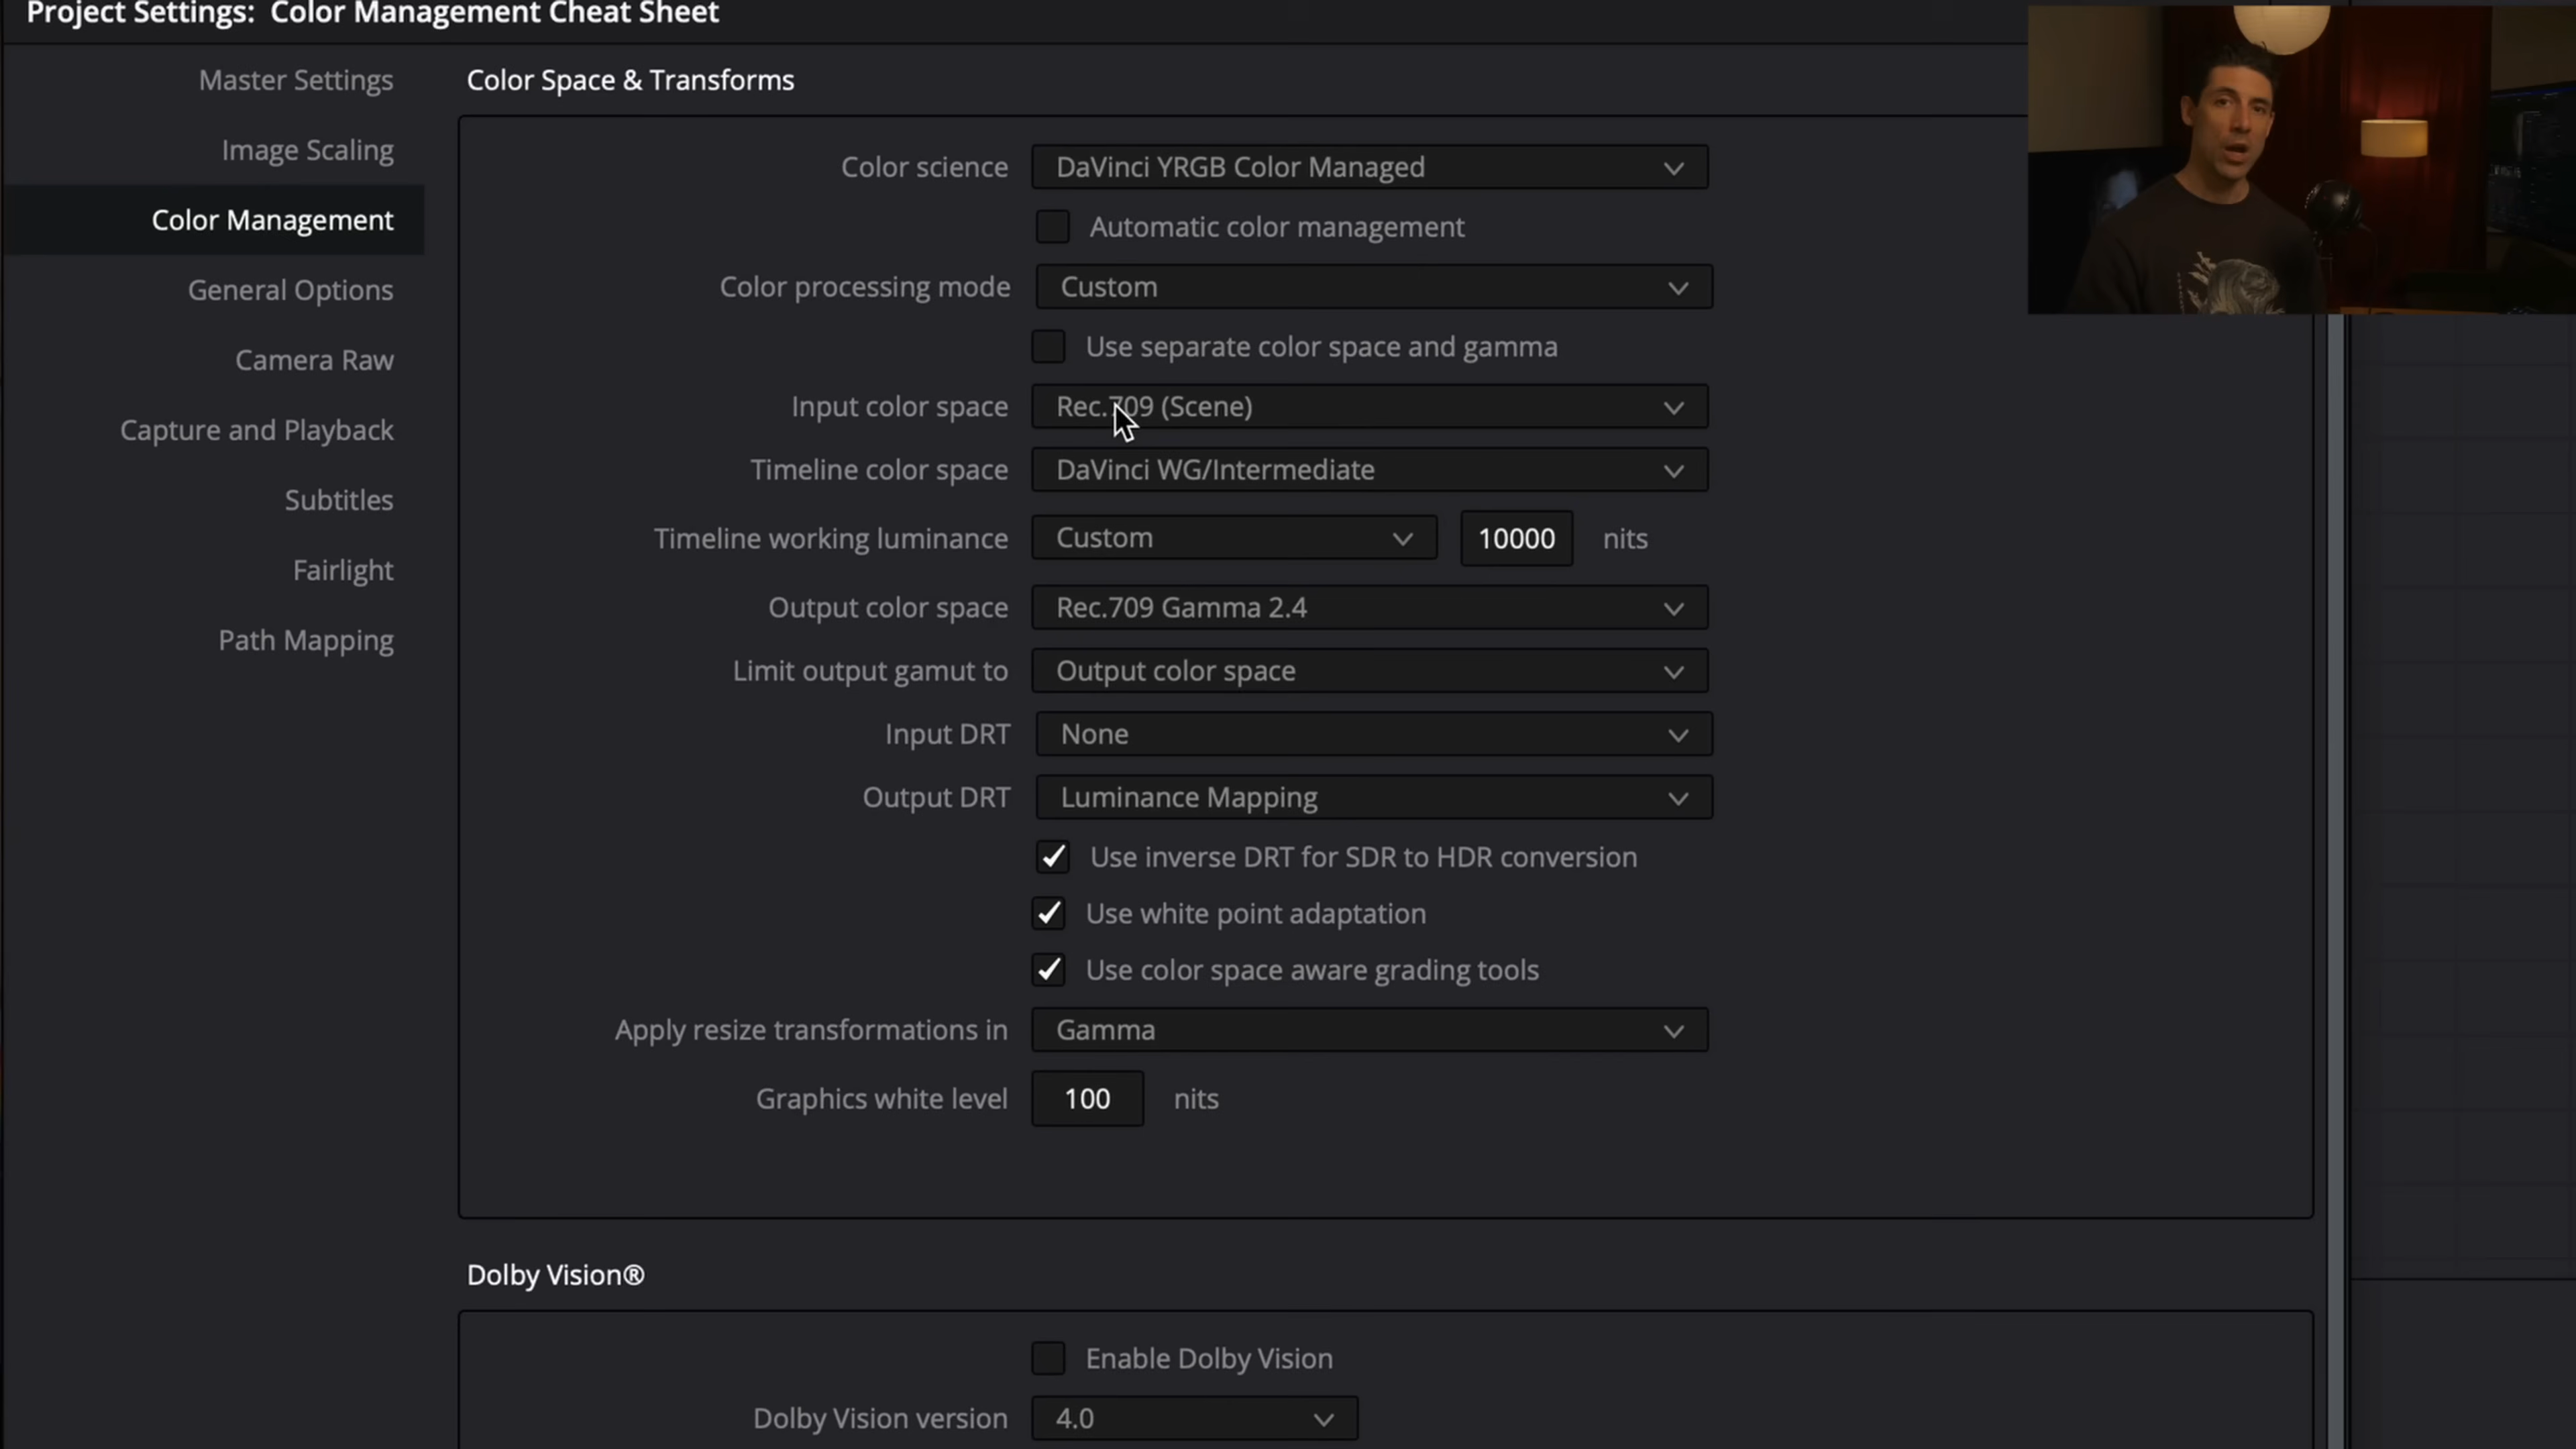 Project Settings: Color Management Cheat Sheet
Master Settings
Image Scaling
Color Management
General Options
Camera Raw
Capture and Playback
Subtitles
Fairlight
Path Mapping
Color Space & Transforms
Color science DaVinci YRGB Color Managed
Automatic color management
Color processing mode Custom
Use separate color space and gamma
Input color space Rec.709 (Scene)
Timeline color space DaVinci WG/Intermediate
Timeline working luminance Custom 10000 nits
Output color space Rec.709 Gamma 2.4
Limit output gamut to Output color space
Input DRT None
Output DRT Luminance Mapping
Use inverse DRT for SDR to HDR conversion
Use white point adaptation
Use color space aware grading tools
Apply resize transformations in Gamma
Graphics white level 100 nits
Dolby Vision®
Enable Dolby Vision
Dolby Vision version 4.0